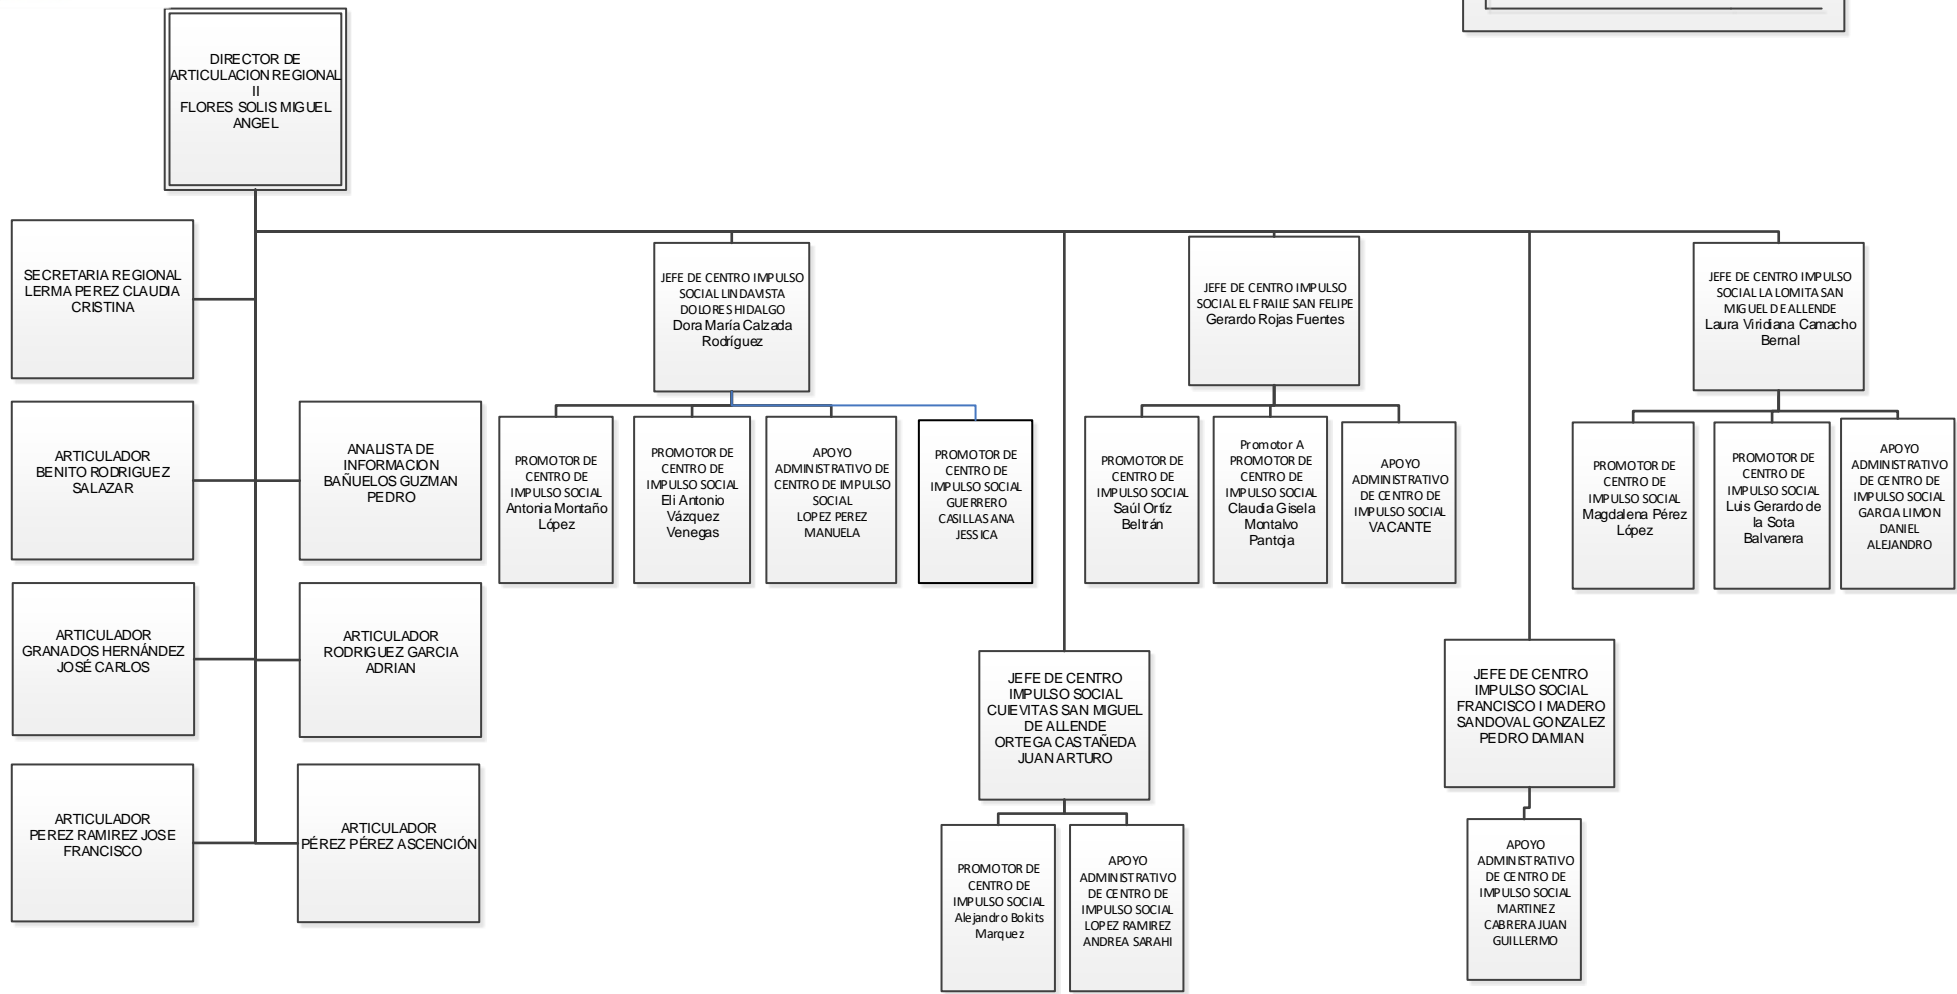 DIRECTOR DE
ARTICULACION REGIONAL
II
FLORES SOLIS MIGUEL
ANGEL
SECRETARIA REGIONAL
LERMA PEREZ CLAUDIA
CRISTINA
ARTICULADOR
BENITO RODRIGUEZ
SALAZAR
ANALISTA DE
INFORMACION
BAÑUELOS GUZMAN
PEDRO
ARTICULADOR
GRANADOS HERNÁNDEZ
JOSÉ CARLOS
ARTICULADOR
RODRIGUEZ GARCIA
ADRIAN
ARTICULADOR
PEREZ RAMIREZ JOSE
FRANCISCO
ARTICULADOR
PÉREZ PÉREZ ASCENCIÓN
JEFE DE CENTRO IMPULSO
SOCIAL LINDAVISTA
DOLORES HIDALGO
Dora María Calzada
Rodríguez
PROMOTOR DE
CENTRO DE
IMPULSO SOCIAL
Antonia Montaño
López
PROMOTOR DE
CENTRO DE
IMPULSO SOCIAL
Eli Antonio
Vázquez
Venegas
APOYO
ADMINISTRATIVO DE
CENTRO DE IMPULSO
SOCIAL
LOPEZ PEREZ
MANUELA
PROMOTOR DE
CENTRO DE
IMPULSO SOCIAL
GUERRERO
CASILLAS ANA
JESSICA
JEFE DE CENTRO
IMPULSO SOCIAL
CUIEVITAS SAN MIGUEL
DE ALLENDE
ORTEGA CASTAÑEDA
JUAN ARTURO
PROMOTOR DE
CENTRO DE
IMPULSO SOCIAL
Alejandro Bokits
Marquez
APOYO
ADMINISTRATIVO
DE CENTRO DE
IMPULSO SOCIAL
LOPEZ RAMIREZ
ANDREA SARAHI
JEFE DE CENTRO IMPULSO
SOCIAL EL FRAILE SAN FELIPE
Gerardo Rojas Fuentes
PROMOTOR DE
CENTRO DE
IMPULSO SOCIAL
Saúl Ortíz
Beltrán
Promotor A
PROMOTOR DE
CENTRO DE
IMPULSO SOCIAL
Claudia Gisela
Montalvo
Pantoja
APOYO
ADMINISTRATIVO
DE CENTRO DE
IMPULSO SOCIAL
VACANTE
JEFE DE CENTRO
IMPULSO SOCIAL
FRANCISCO I MADERO
SANDOVAL GONZALEZ
PEDRO DAMIAN
APOYO
ADMINISTRATIVO
DE CENTRO DE
IMPULSO SOCIAL
MARTINEZ
CABRERA JUAN
GUILLERMO
JEFE DE CENTRO IMPULSO
SOCIAL LA LOMITA SAN
MIGUEL DE ALLENDE
Laura Viridiana Camacho
Bernal
PROMOTOR DE
CENTRO DE
IMPULSO SOCIAL
Magdalena Pérez
López
PROMOTOR DE
CENTRO DE
IMPULSO SOCIAL
Luis Gerardo de
la Sota
Balvanera
APOYO
ADMINISTRATIVO
DE CENTRO DE
IMPULSO SOCIAL
GARCIA LIMON
DANIEL
ALEJANDRO